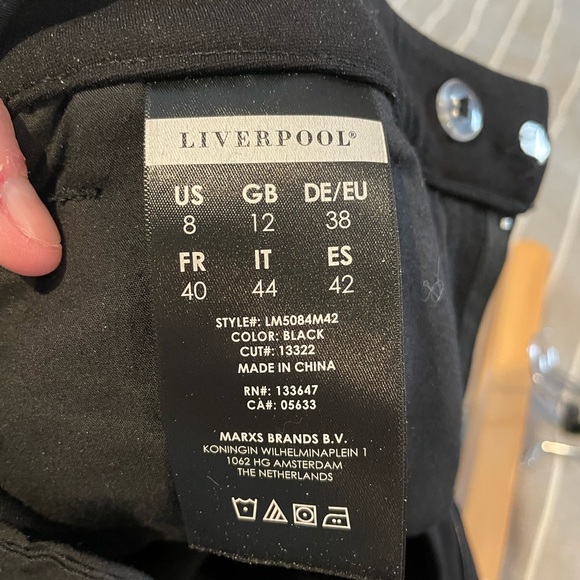 LIVERPOOL®
US GB DE/EU
8 12 38
FR IT ES
40 44 42
STYLE#: LM5084M42
COLOR: BLACK
CUT#: 13322
MADE IN CHINA
RN#: 133647
CA#: 05633
MARXS BRANDS B.V.
KONINGIN WILHELMINAPLEIN 1
1062 HG AMSTERDAM
THE NETHERLANDS